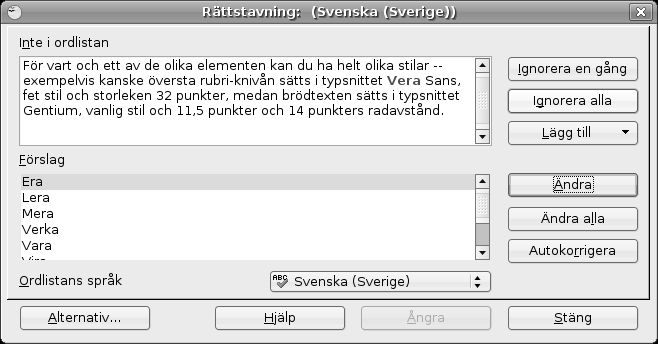 Rättstavning: (Svenska (Sverige))
Inte i ordlistan
För vart och ett av de olika elementen kan du ha helt olika stilar --
exempelvis kanske översta rubri-knivån sätts i typsnittet Vera Sans,
fet stil och storleken 32 punkter, medan brödtexten sätts i typsnittet
Gentium, vanlig stil och 11,5 punkter och 14 punkters radavstånd.
Ignorera en gång
Ignorera alla
Lägg till
Förslag
Era
Lera
Mera
Verka
Vara
Ändra
Ändra alla
Autokorrigera
Ordlistans språk
ABC Svenska (Sverige)
Alternativ...
Hjälp
Ångra
Stäng